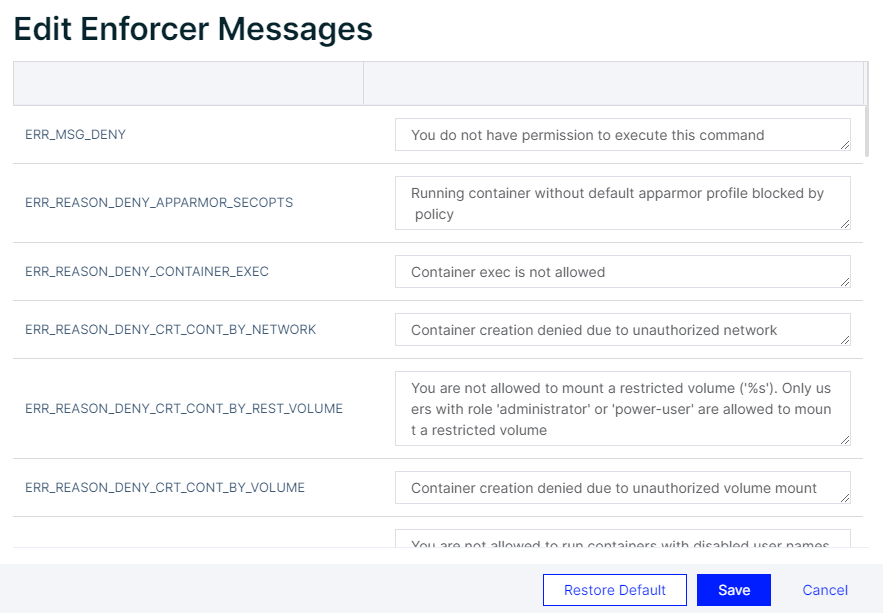 Edit Enforcer Messages
ERR_MSG_DENY
You do not have permission to execute this command
ERR_REASON_DENY_APPARMOR_SECOPTS
Running container without default apparmor profile blocked by
policy
ERR_REASON_DENY_CONTAINER_EXEC
Container exec is not allowed
ERR_REASON_DENY_CRT_CONT_BY_NETWORK
Container creation denied due to unauthorized network
ERR_REASON_DENY_CRT_CONT_BY_REST_VOLUME
You are not allowed to mount a restricted volume ('%s'). Only us
ers with role 'administrator' or 'power-user' are allowed to moun
t a restricted volume
ERR_REASON_DENY_CRT_CONT_BY_VOLUME
Container creation denied due to unauthorized volume mount
You are not allowed to run containers with disabled user names
Restore Default
Save
Cancel